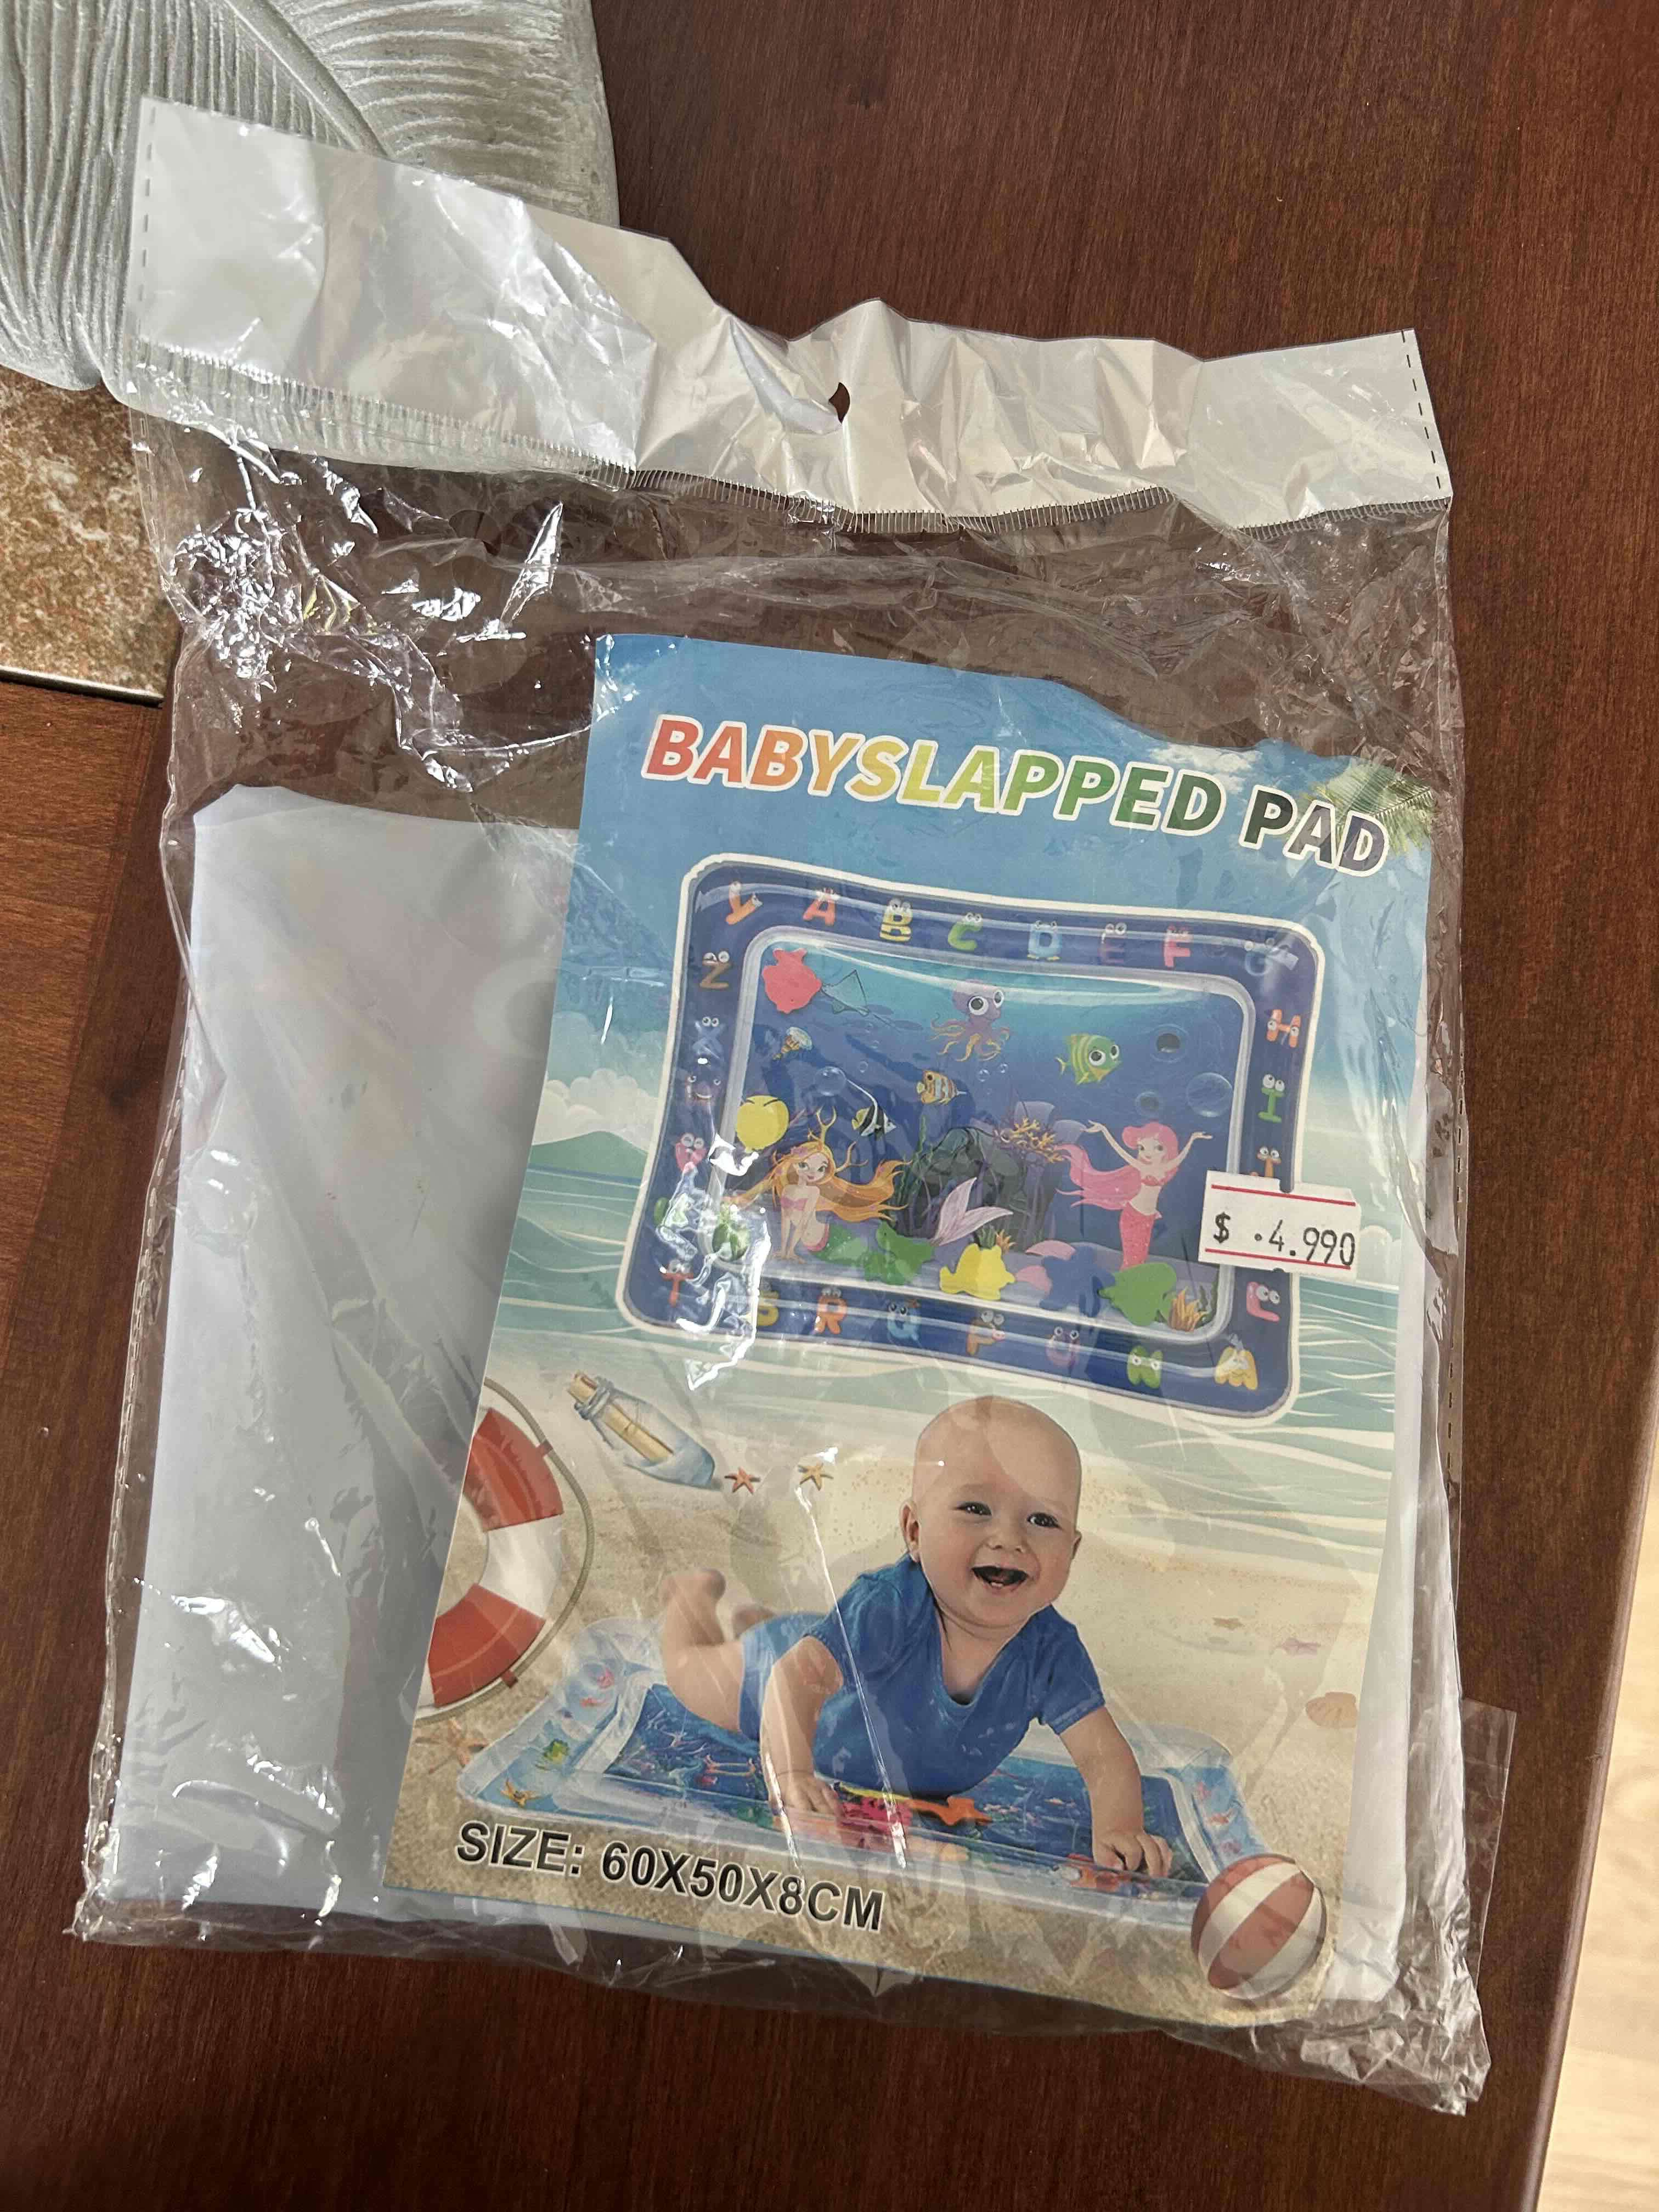 BABYSLAPPED PAD
Y A B C D E F G
Z H
X I
J
T S R Q P O N M
L
$ .4.990
SIZE: 60X50X8CM